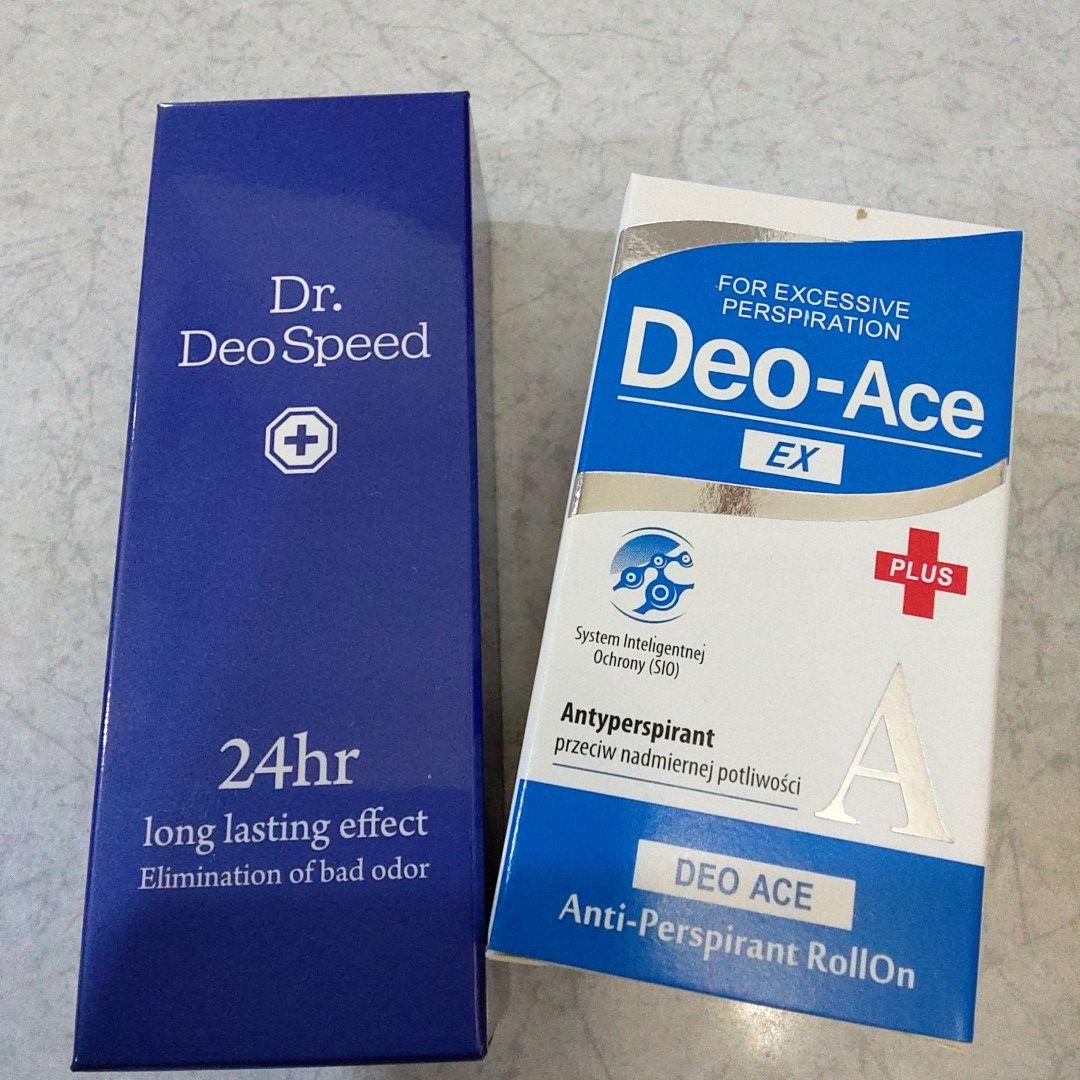 Dr.
Deo Speed
24hr
long lasting effect
Elimination of bad odor
FOR EXCESSIVE
PERSPIRATION
Deo-Ace
EX
PLUS
System Inteligentnej
Ochrony (SIO)
Antyperspirant
przeciw nadmiernej potliwości
A
DEO ACE
Anti-Perspirant RollOn